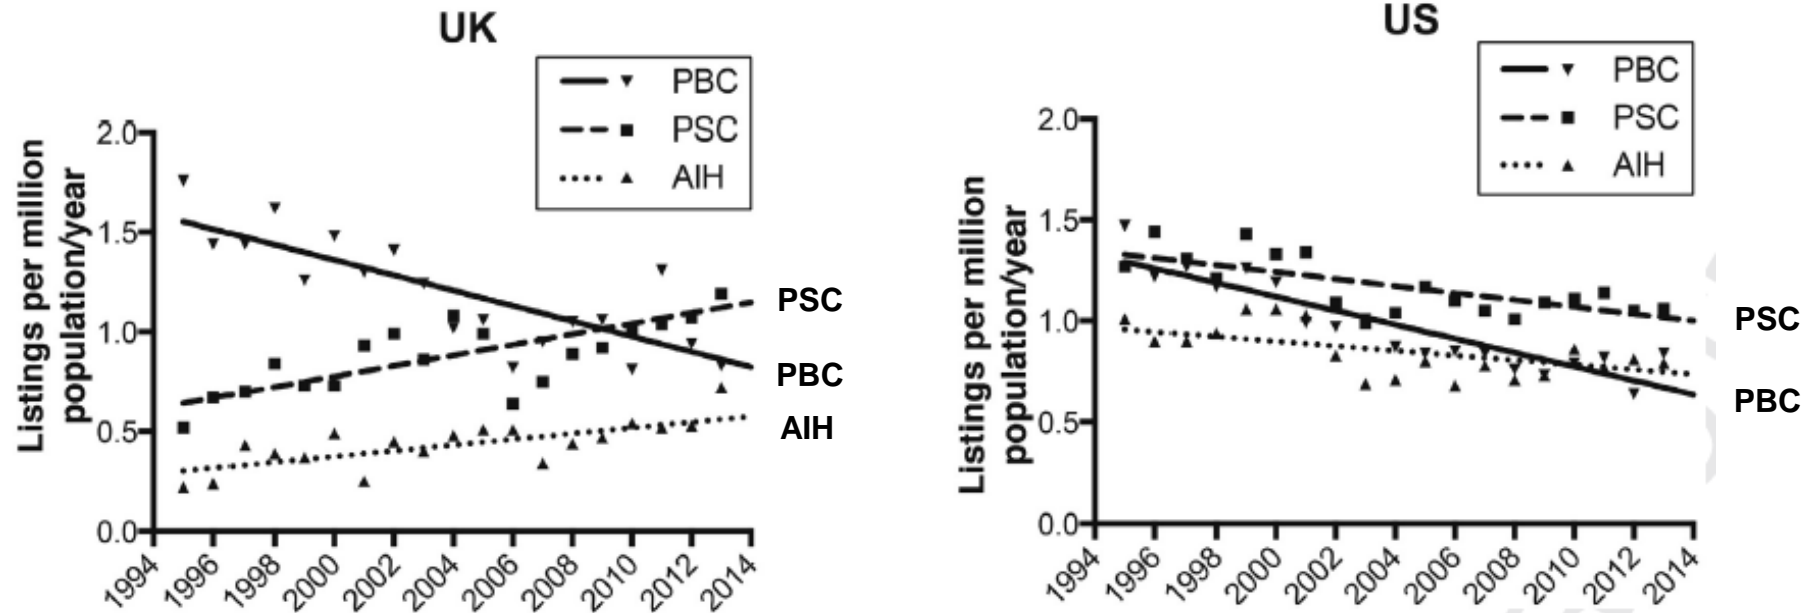 UK
PBC
PSC
AIH
Listings per million
population/year
2.0
1.5
1.0
0.5
0.0
1994
1996
1998
2000
2002
2004
2006
2008
2010
2012
2014
PSC
PBC
AIH
US
PBC
PSC
AIH
Listings per million
population/year
2.0
1.5
1.0
0.5
0.0
1994
1996
1998
2000
2002
2004
2006
2008
2010
2012
2014
PSC
PBC